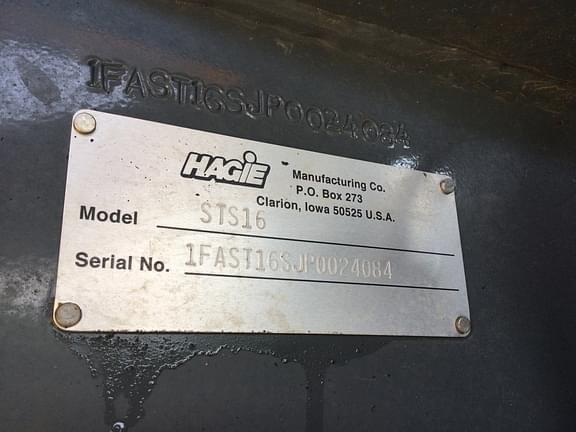 1FAST16SJP0024084
HAGIE
Manufacturing Co.
P.O. Box 273
Clarion, Iowa 50525 U.S.A.
Model STS16
Serial No. 1FAST16SJP0024084